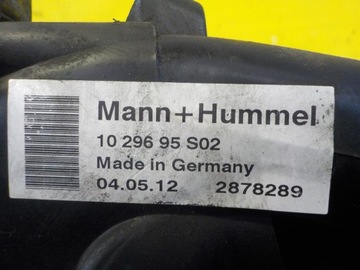 Mann+Hummel
10 296 95 S02
Made in Germany
04.05.12 2878289